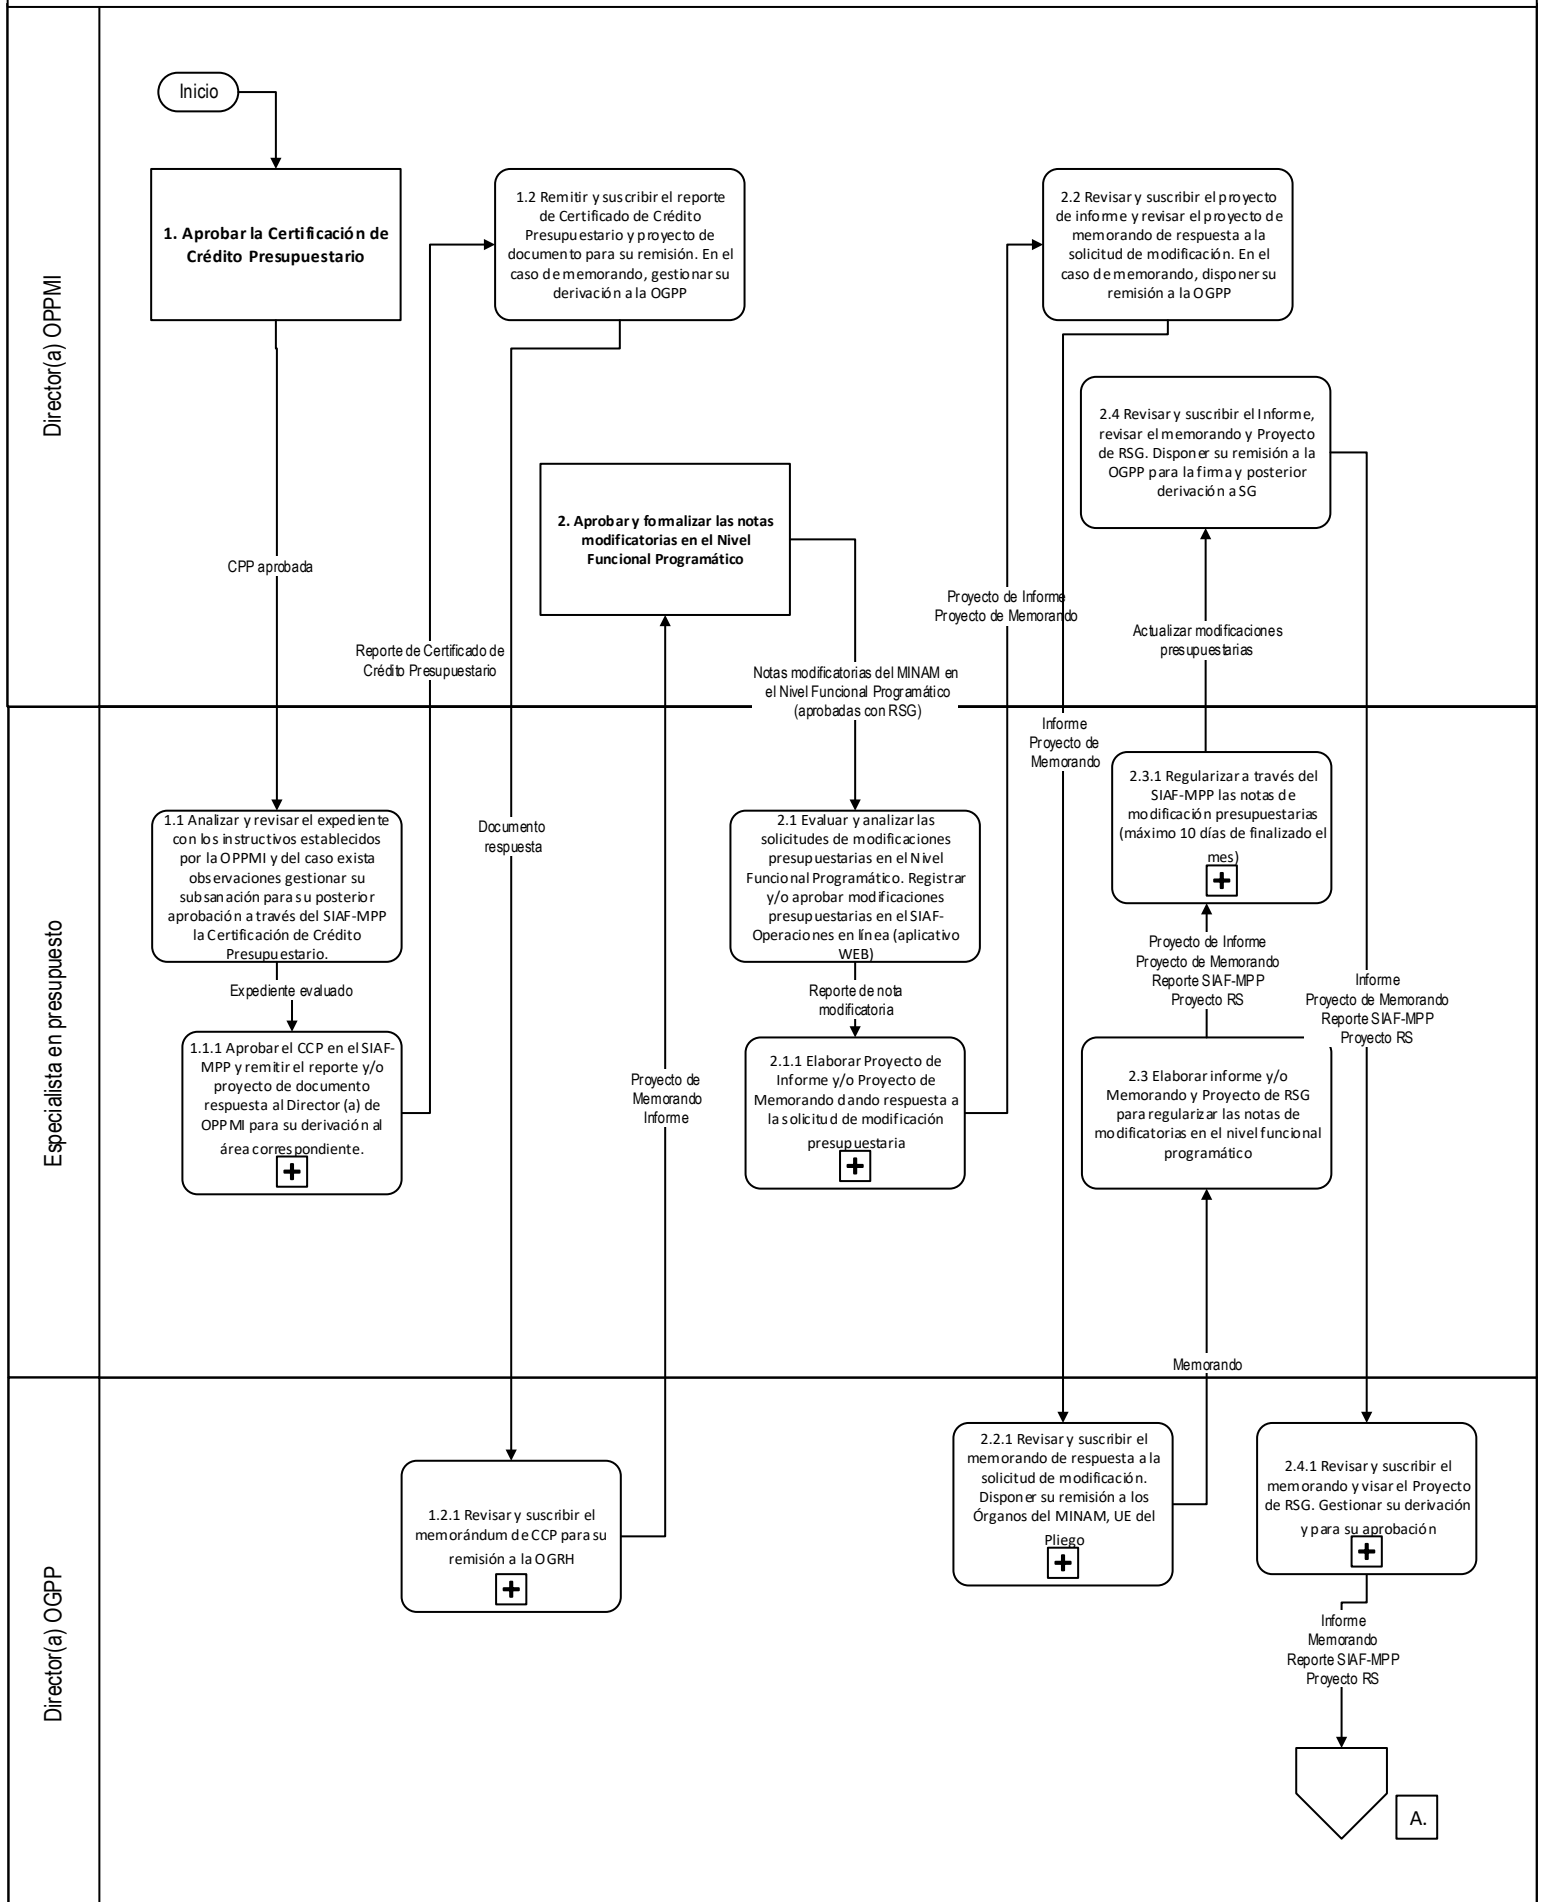 Director(a) OPPMI
Inicio
1. Aprobar la Certificación de
Crédito Presupuestario
1.2 Remitir y suscribir el reporte
de Certificado de Crédito
Presupuestario y proyecto de
documento para su remisión. En el
caso de memorando, gestionar su
derivación a la OGPP
2.2 Revisar y suscribir el proyecto
de informe y revisar el proyecto de
memorando de respuesta a la
solicitud de modificación. En el
caso de memorando, disponer su
remisión a la OGPP
2.4 Revisar y suscribir el Informe,
revisar el memorando y Proyecto
de RSG. Disponer su remisión a la
OGPP para la firma y posterior
derivación a SG
2. Aprobar y formalizar las notas
modificatorias en el Nivel
Funcional Programático
CPP aprobada
Reporte de Certificado de
Crédito Presupuestario
Notas modificatorias del MINAM en
el Nivel Funcional Programático
(aprobadas con RSG)
Proyecto de Informe
Proyecto de Memorando
Actualizar modificaciones
presupuestarias
Informe
Proyecto de
Memorando
Especialista en presupuesto
1.1 Analizar y revisar el expediente
con los instructivos establecidos
por la OPPMI y del caso exista
observaciones gestionar su
subsanación para su posterior
aprobación a través del SIAF-MPP
la Certificación de Crédito
Presupuestario.
Documento
respuesta
2.1 Evaluar y analizar las
solicitudes de modificaciones
presupuestarias en el Nivel
Funcional Programático. Registrar
y/o aprobar modificaciones
presupuestarias en el SIAF-
Operaciones en línea (aplicativo
WEB)
2.3.1 Regularizar a través del
SIAF-MPP las notas de
modificación presupuestarias
(máximo 10 días de finalizado el
mes)
Expediente evaluado
Reporte de nota
modificatoria
Proyecto de Informe
Proyecto de Memorando
Reporte SIAF-MPP
Proyecto RS
Informe
Proyecto de Memorando
Reporte SIAF-MPP
Proyecto RS
1.1.1 Aprobar el CCP en el SIAF-
MPP y remitir el reporte y/o
proyecto de documento
respuesta al Director (a) de
OPPMI para su derivación al
área correspondiente.
Proyecto de
Memorando
Informe
2.1.1 Elaborar Proyecto de
Informe y/o Proyecto de
Memorando dando respuesta a
la solicitud de modificación
presupuestaria
2.3 Elaborar informe y/o
Memorando y Proyecto de RSG
para regularizar las notas de
modificatorias en el nivel funcional
programático
Memorando
Director(a) OGPP
1.2.1 Revisar y suscribir el
memorándum de CCP para su
remisión a la OGRH
2.2.1 Revisar y suscribir el
memorando de respuesta a la
solicitud de modificación.
Disponer su remisión a los
Órganos del MINAM, UE del
Pliego
2.4.1 Revisar y suscribir el
memorando y visar el Proyecto
de RSG. Gestionar su derivación
y para su aprobación
Informe
Memorando
Reporte SIAF-MPP
Proyecto RS
A.